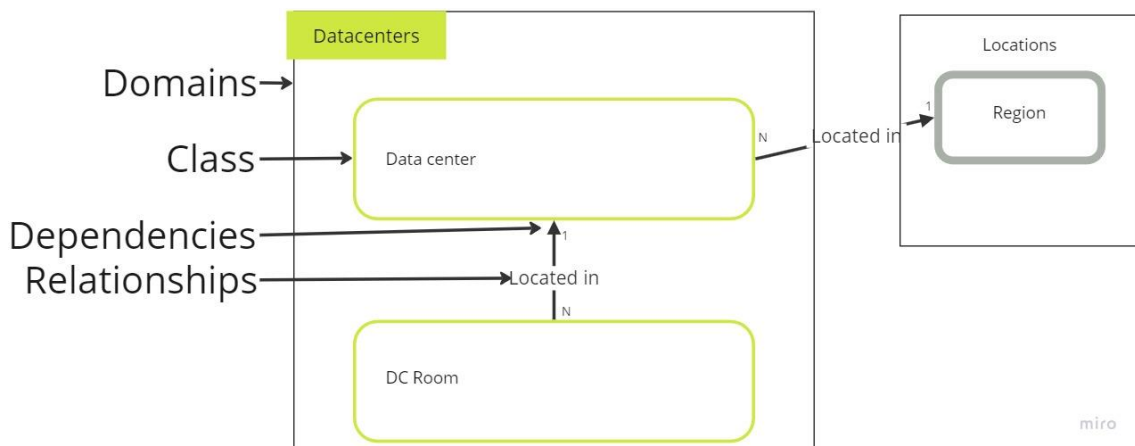 Datacenters
Locations
Domains
Region
1
Located in
N
Class
Data center
Dependencies
1
Relationships
Located in
N
DC Room
miro